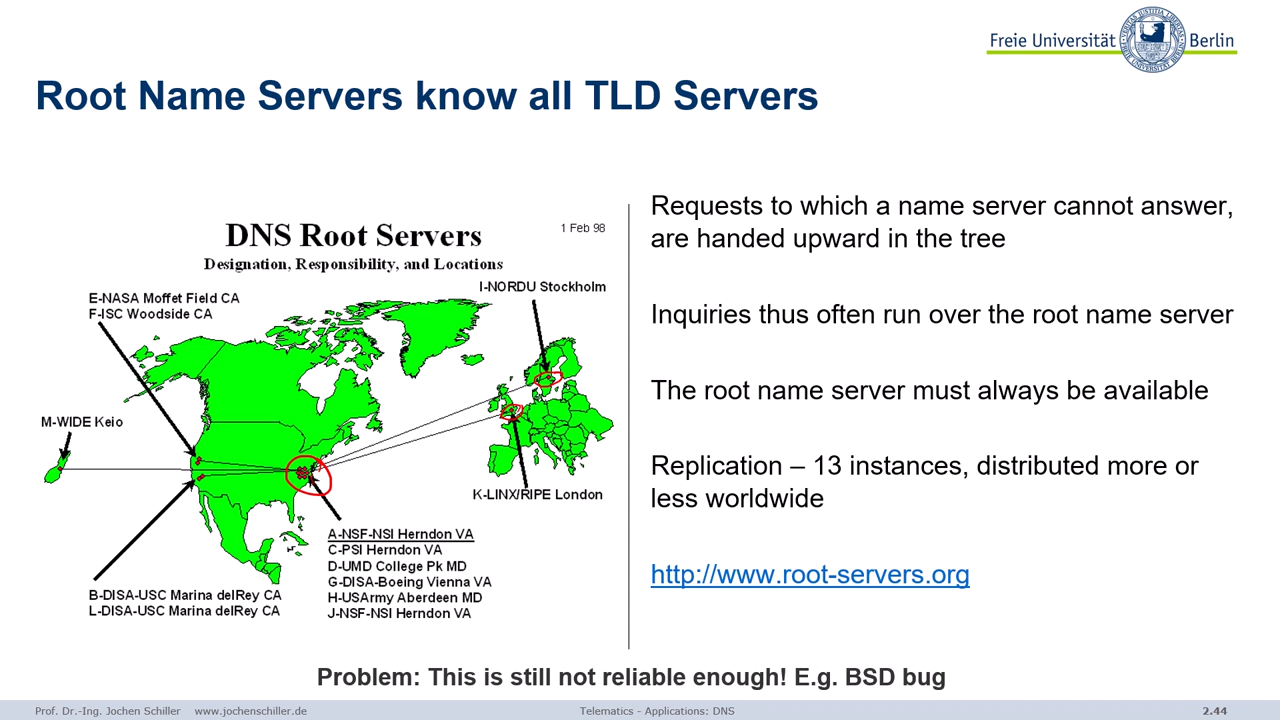 Freie Universität Berlin
Root Name Servers know all TLD Servers
DNS Root Servers
1 Feb 98
Designation, Responsibility, and Locations
I-NORDU Stockholm
E-NASA Moffet Field CA
F-ISC Woodside CA
M-WIDE Keio
K-LINX/RIPE London
A-NSF-NSI Herndon VA
C-PSI Herndon VA
D-UMD College Pk MD
G-DISA-Boeing Vienna VA
H-USArmy Aberdeen MD
J-NSF-NSI Herndon VA
B-DISA-USC Marina delRey CA
L-DISA-USC Marina delRey CA
Requests to which a name server cannot answer,
are handed upward in the tree
Inquiries thus often run over the root name server
The root name server must always be available
Replication – 13 instances, distributed more or
less worldwide
http://www.root-servers.org
Problem: This is still not reliable enough! E.g. BSD bug
Prof. Dr.-Ing. Jochen Schiller www.jochenschiller.de
Telematics - Applications: DNS
2.44